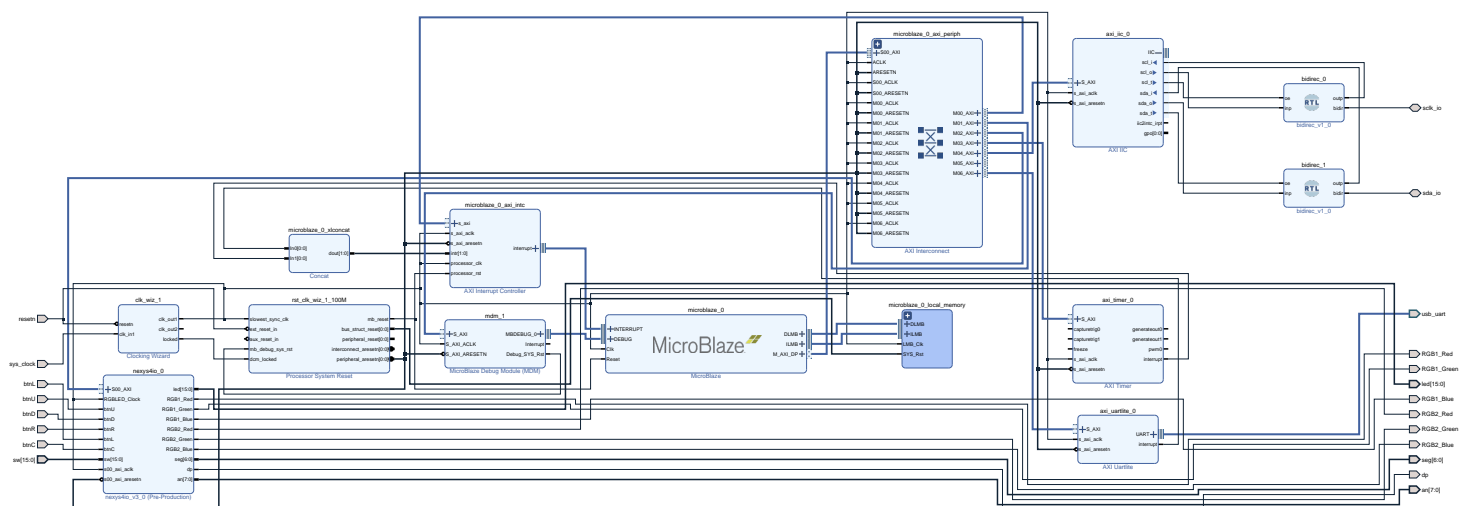 microblaze_0_axi_periph
S00_AXI
ACLK
ARESETN
S00_ACLK
S00_ARESETN
M00_ACLK
M00_ARESETN
M01_ACLK
M01_ARESETN
M02_ACLK
M02_ARESETN
M03_ACLK
M03_ARESETN
M04_ACLK
M04_ARESETN
M05_ACLK
M05_ARESETN
M06_ACLK
M06_ARESETN
M00_AXI
M01_AXI
M02_AXI
M03_AXI
M04_AXI
M05_AXI
M06_AXI
AXI Interconnect
axi_iic_0
S_AXI
s_axi_aclk
s_axi_aresetn
IIC
scl_i
scl_o
scl_t
sda_i
sda_o
sda_t
iic2intc_irpt
gpo[0:0]
AXI IIC
bidirec_0
oe
inp
RTL
outp
bidir
bidirec_v1_0
sclk_io
bidirec_1
oe
inp
RTL
outp
bidir
bidirec_v1_0
sda_io
microblaze_0_xlconcat
In0[0:0]
In1[0:0]
dout[1:0]
Concat
microblaze_0_axi_intc
s_axi
s_axi_aclk
s_axi_aresetn
intr[1:0]
processor_clk
processor_rst
interrupt
AXI Interrupt Controller
resetn
sys_clock
clk_wiz_1
resetn
clk_in1
clk_out1
clk_out2
locked
Clocking Wizard
rst_clk_wiz_1_100M
slowest_sync_clk
ext_reset_in
aux_reset_in
mb_debug_sys_rst
dcm_locked
mb_reset
bus_struct_reset[0:0]
peripheral_reset[0:0]
interconnect_aresetn[0:0]
peripheral_aresetn[0:0]
Processor System Reset
mdm_1
S_AXI
S_AXI_ACLK
S_AXI_ARESETN
MBDEBUG_0
Interrupt
Debug_SYS_Rst
MicroBlaze Debug Module (MDM)
microblaze_0
INTERRUPT
DEBUG
Clk
Reset
MicroBlaze
DLMB
ILMB
M_AXI_DP
MicroBlaze
microblaze_0_local_memory
DLMB
ILMB
LMB_Clk
SYS_Rst
axi_timer_0
S_AXI
capturetrig0
capturetrig1
freeze
s_axi_aclk
s_axi_aresetn
generateout0
generateout1
pwm0
interrupt
AXI Timer
axi_uartlite_0
S_AXI
s_axi_aclk
s_axi_aresetn
UART
interrupt
AXI Uartlite
btnL
btnU
btnD
btnR
btnC
sw[15:0]
nexys4io_0
S00_AXI
RGBLED_Clock
btnU
btnD
btnR
btnL
btnC
sw[15:0]
s00_axi_aclk
s00_axi_aresetn
led[15:0]
RGB1_Red
RGB1_Green
RGB1_Blue
RGB2_Red
RGB2_Green
RGB2_Blue
seg[6:0]
dp
an[7:0]
nexys4io_v3_0 (Pre-Production)
usb_uart
RGB1_Red
RGB1_Green
led[15:0]
RGB1_Blue
RGB2_Red
RGB2_Green
RGB2_Blue
seg[6:0]
dp
an[7:0]